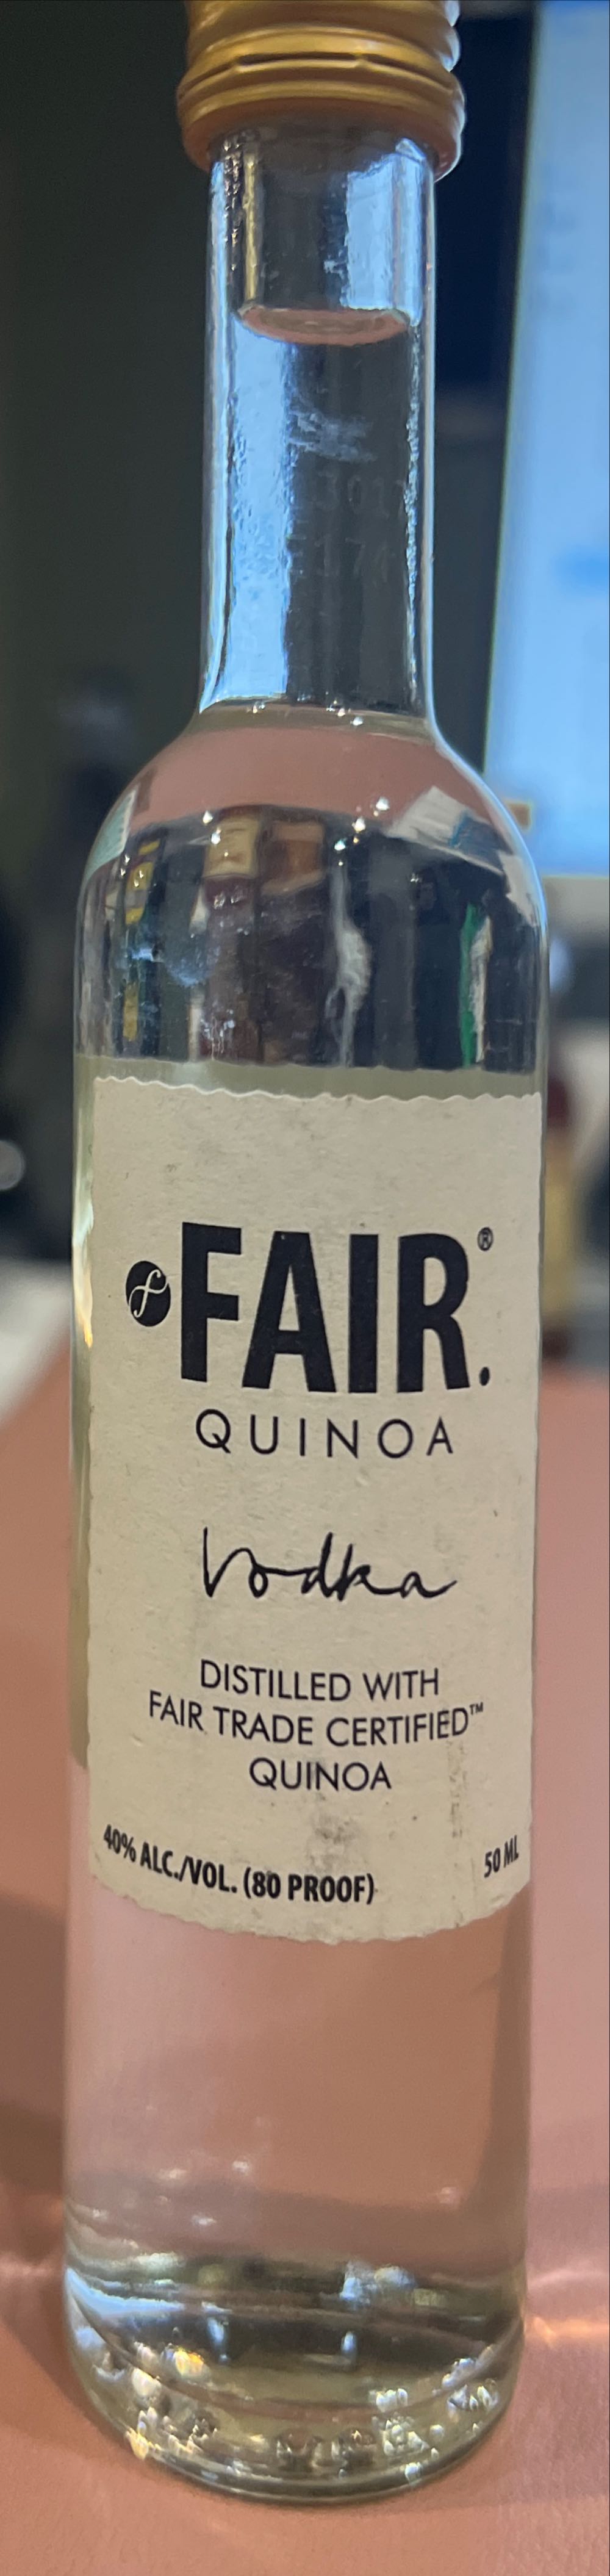 FAIR.®
QUINOA
Vodka
DISTILLED WITH
FAIR TRADE CERTIFIED™
QUINOA
40% ALC./VOL. (80 PROOF)
50 ML